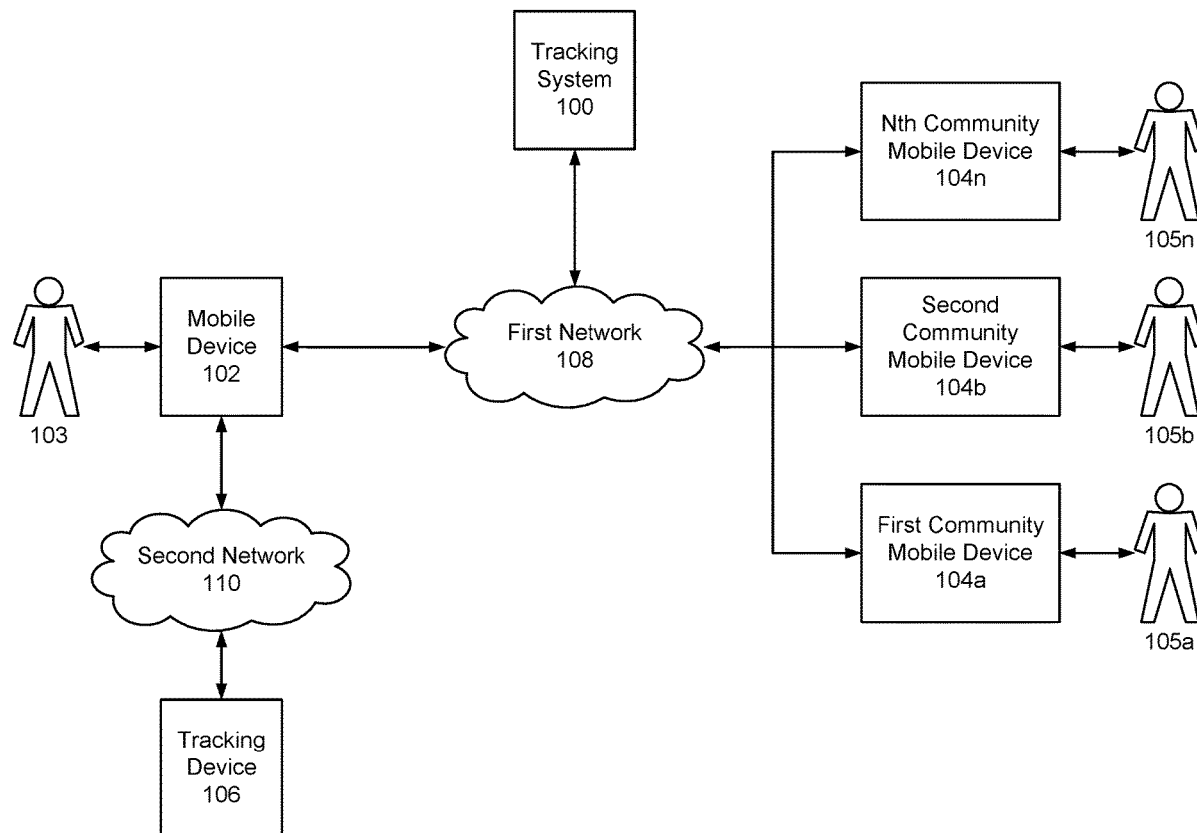 Tracking
System
100
Nth Community
Mobile Device
104n
105n
Mobile
Device
102
103
First Network
108
Second
Community
Mobile Device
104b
105b
Second Network
110
First Community
Mobile Device
104a
105a
Tracking
Device
106